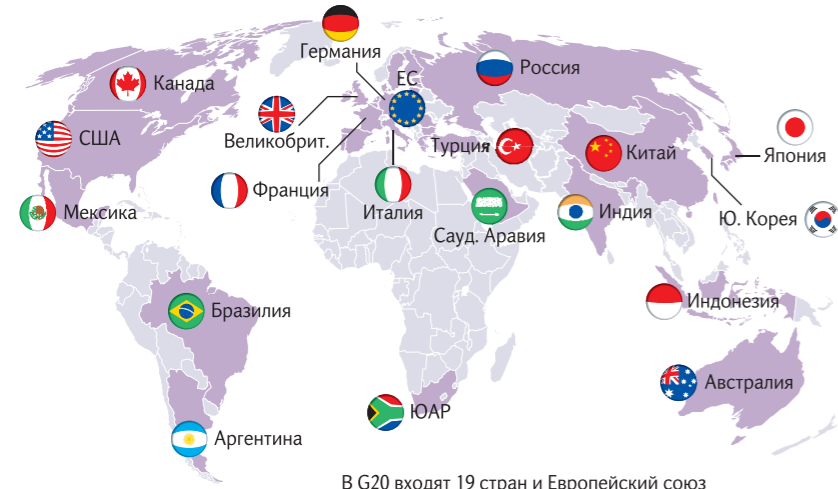 Германия
Канада
ЕС
Россия
США
Великобрит.
Турция
Китай
Япония
Франция
Мексика
Италия
Сауд. Аравия
Индия
Ю. Корея
Бразилия
Индонезия
Австралия
ЮАР
Аргентина
В G20 входят 19 стран и Европейский союз